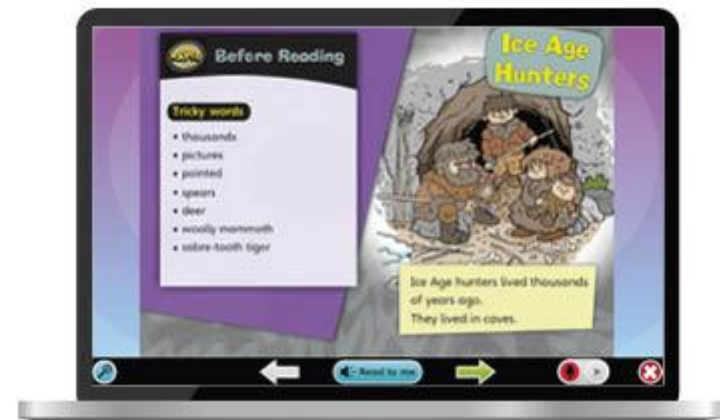 Before Reading
Tricky words
• thousands
• pictures
• pointed
• spears
• deer
• woolly mammoth
• sabre-tooth tiger
Ice Age
Hunters
Ice Age hunters lived thousands
of years ago.
They lived in caves.
Read to me